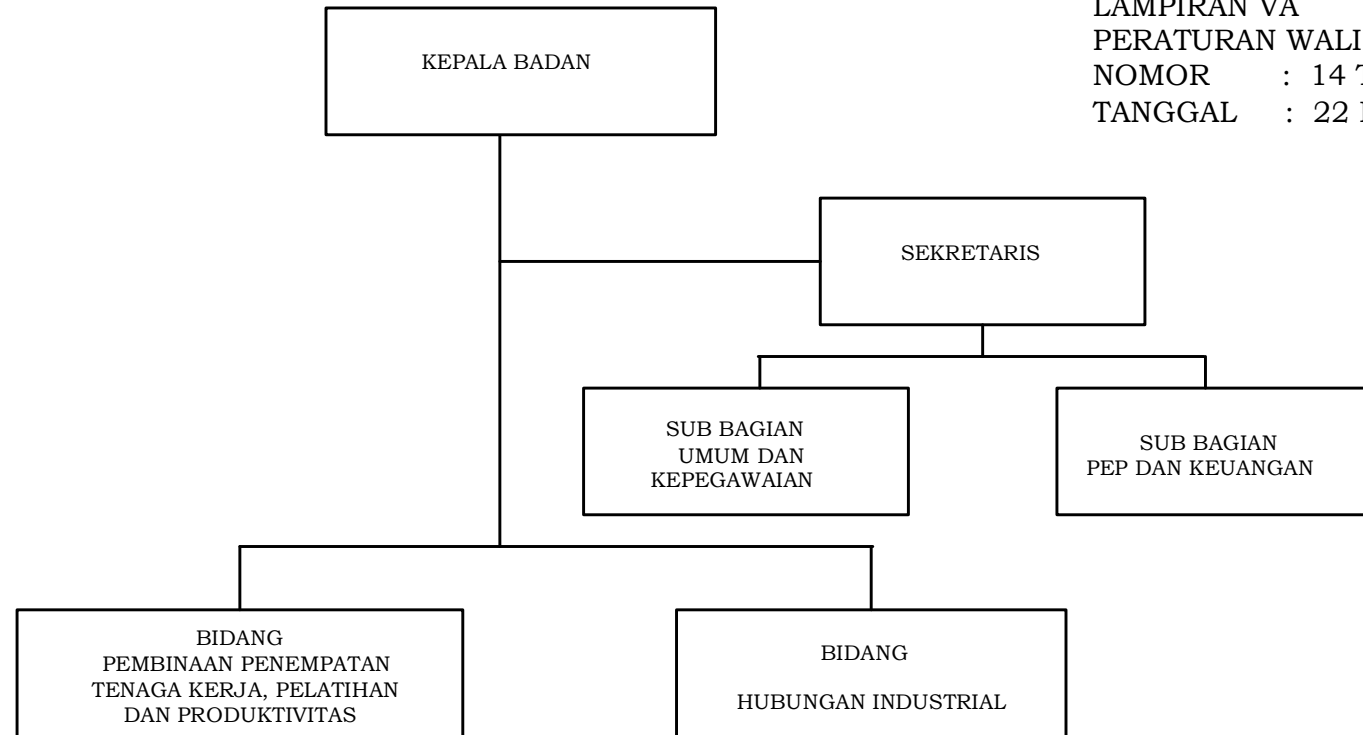 LAMPIRAN VA
PERATURAN WALI
NOMOR : 14
TANGGAL : 22
KEPALA BADAN
SEKRETARIS
SUB BAGIAN
UMUM DAN
KEPEGAWAIAN
SUB BAGIAN
PEP DAN KEUANGAN
BIDANG
PEMBINAAN PENEMPATAN
TENAGA KERJA, PELATIHAN
DAN PRODUKTIVITAS
BIDANG
HUBUNGAN INDUSTRIAL